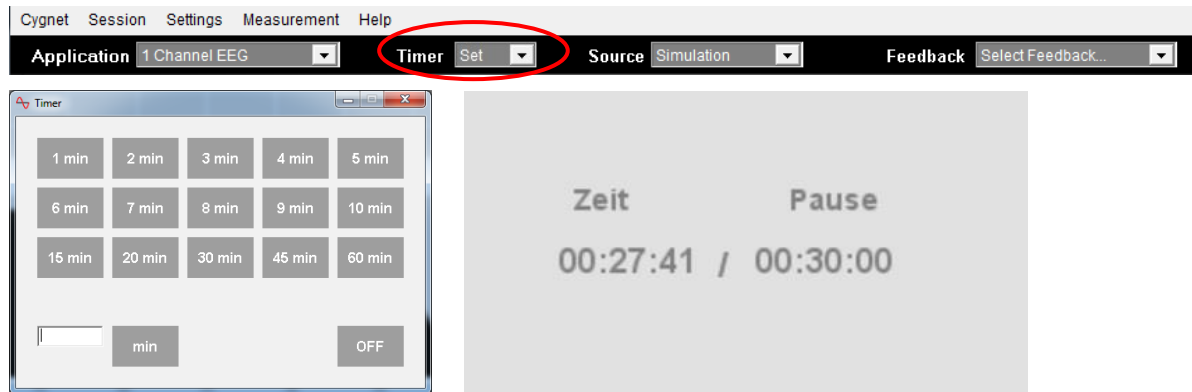 Cygnet Session Settings Measurement Help
Application 1 Channel EEG Timer Set Source Simulation Feedback Select Feedback...
Timer
1 min 2 min 3 min 4 min 5 min
6 min 7 min 8 min 9 min 10 min
15 min 20 min 30 min 45 min 60 min
min OFF
Zeit Pause
00:27:41 / 00:30:00